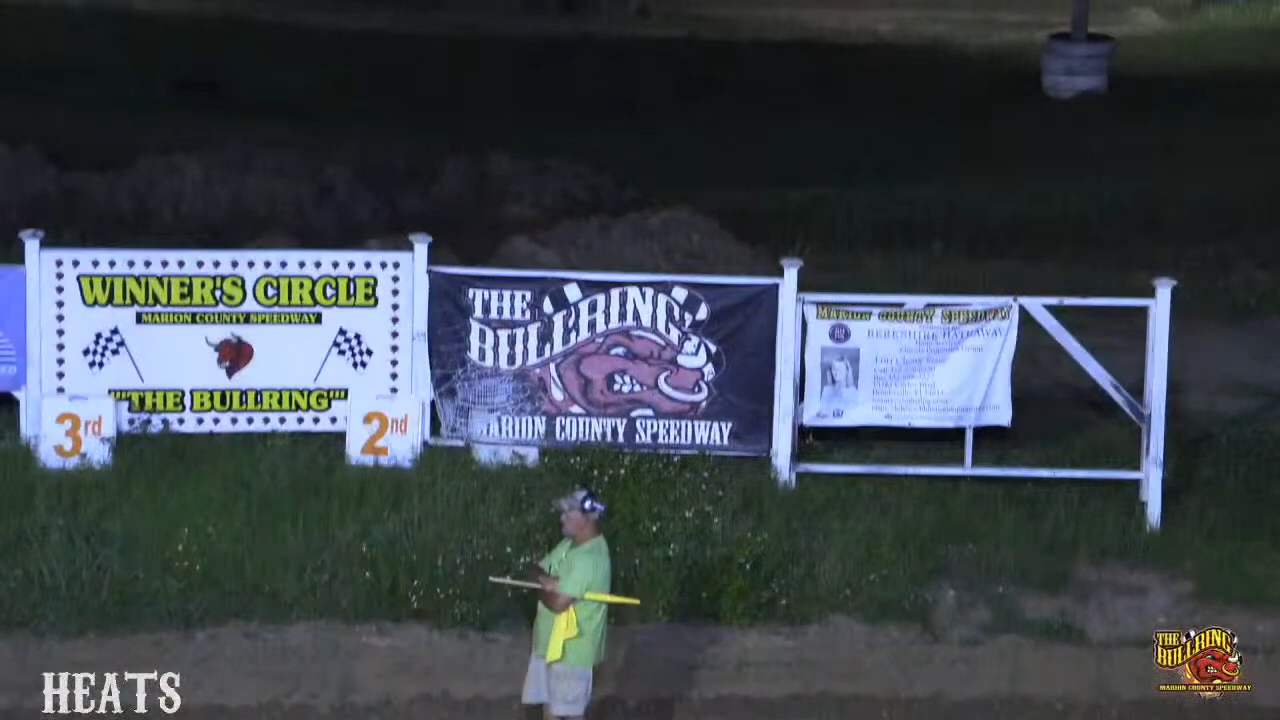 WINNER'S CIRCLE
MARION COUNTY SPEEDWAY
"THE BULLRING"
3rd
2nd
THE
BULLRING
MARION COUNTY SPEEDWAY
MARION COUNTY SPEEDWAY
BERKSHIRE HATHAWAY
HEATS
THE
BULLRING
MARION COUNTY SPEEDWAY